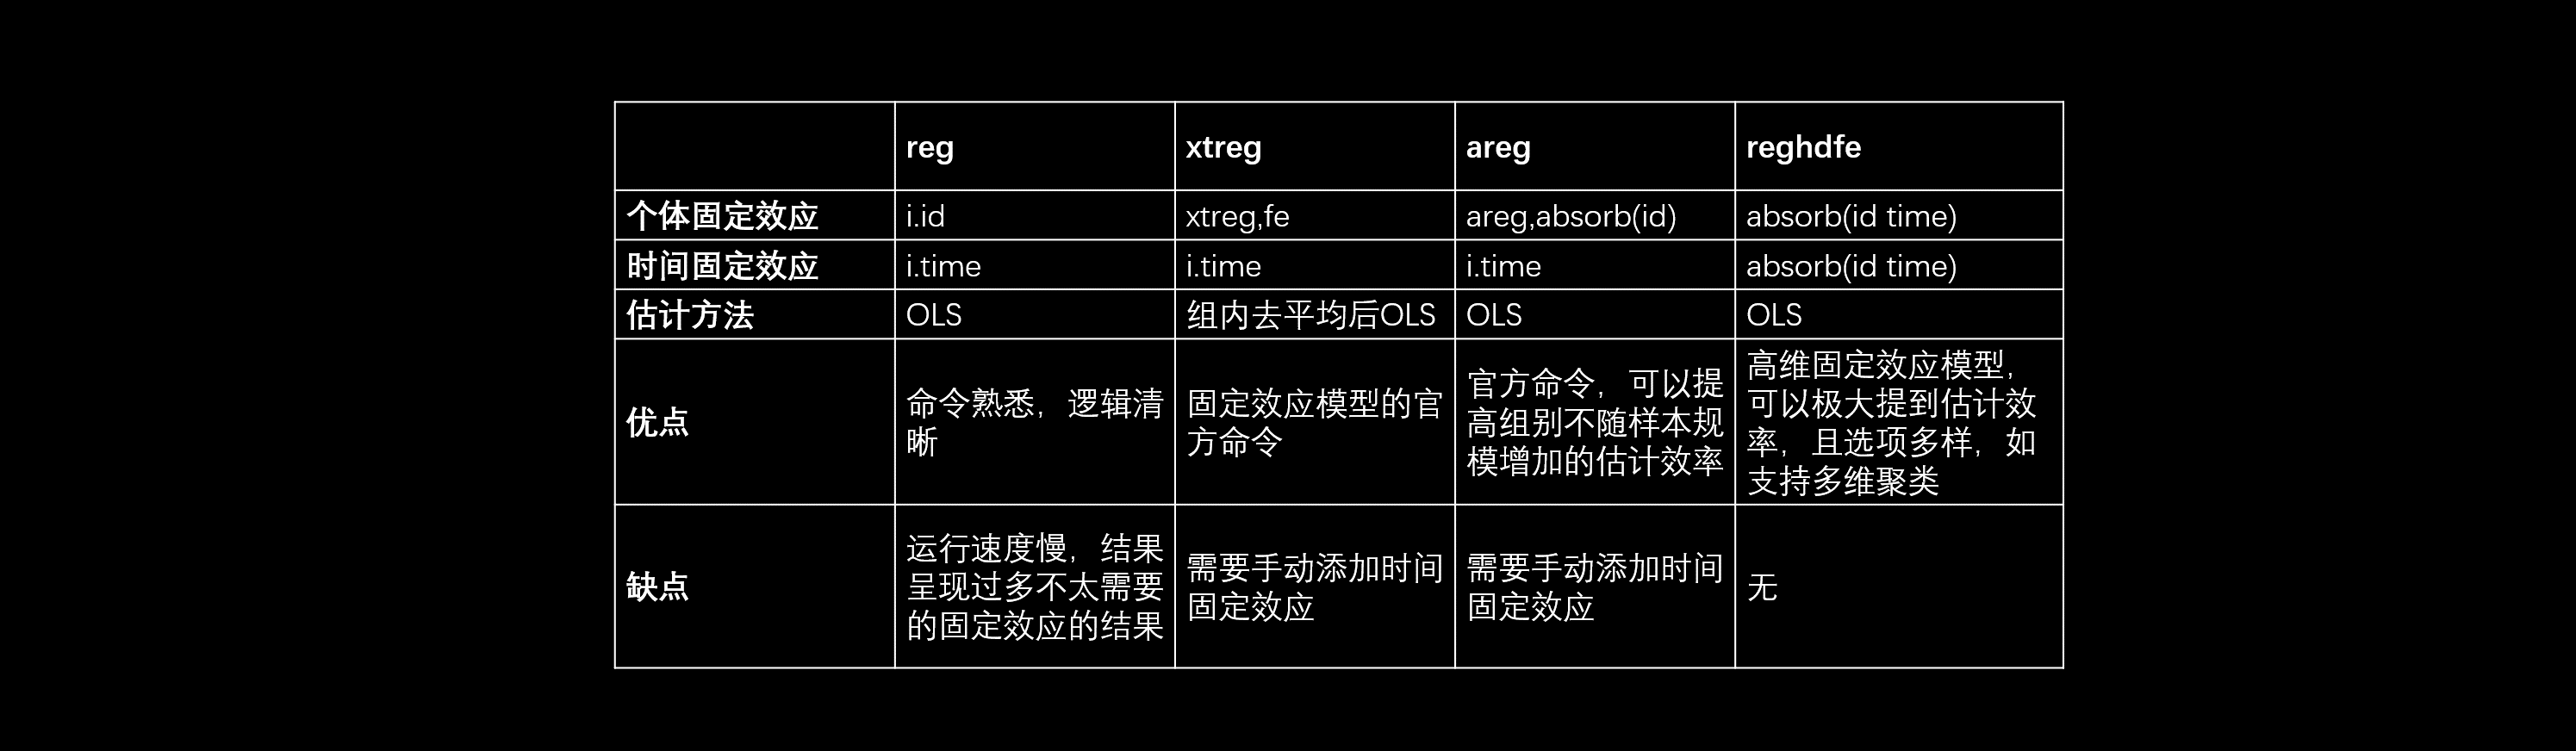 reg xtreg areg reghdfe
个体固定效应 i.id xtreg,fe areg,absorb(id) absorb(id time)
时间固定效应 i.time i.time i.time absorb(id time)
估计方法 OLS 组内去平均后OLS OLS OLS
优点
命令熟悉，逻辑清
晰
固定效应模型的官
方命令
官方命令，可以提
高组别不随样本规
模增加的估计效率
高维固定效应模型，
可以极大提到估计效
率，且选项多样，如
支持多维聚类
缺点
运行速度慢，结果
呈现过多不太需要
的固定效应的结果
需要手动添加时间
固定效应
需要手动添加时间
固定效应
无